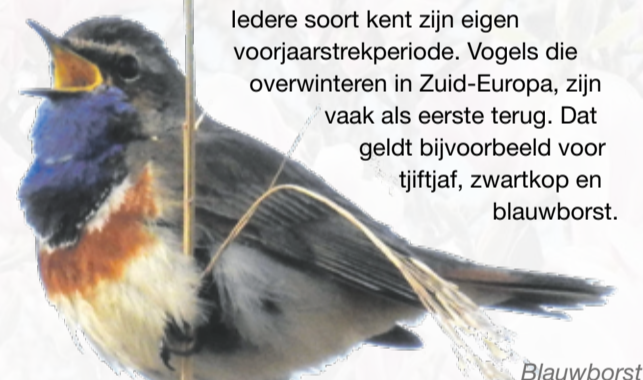 Iedere soort kent zijn eigen
voorjaarstrekperiode. Vogels die
overwinteren in Zuid-Europa, zijn
vaak als eerste terug. Dat
geldt bijvoorbeeld voor
tjiftjaf, zwartkop en
blauwborst.
Blauwborst